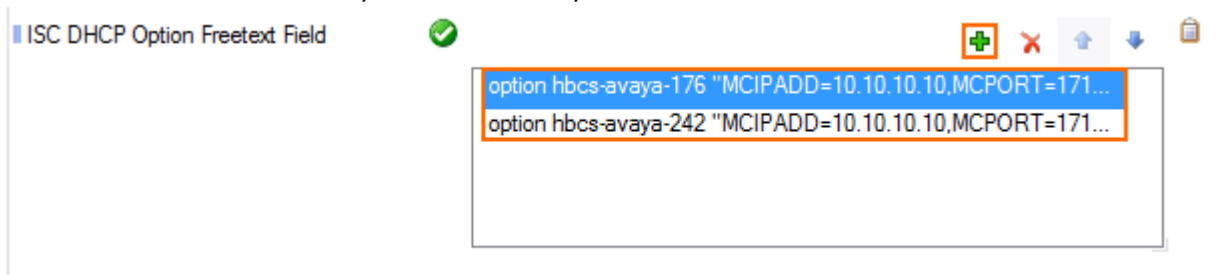 ISC DHCP Option Freetext Field
option hbcs-avaya-176 "MCIPADD=10.10.10.10,MCPORT=171...
option hbcs-avaya-242 "MCIPADD=10.10.10.10,MCPORT=171...